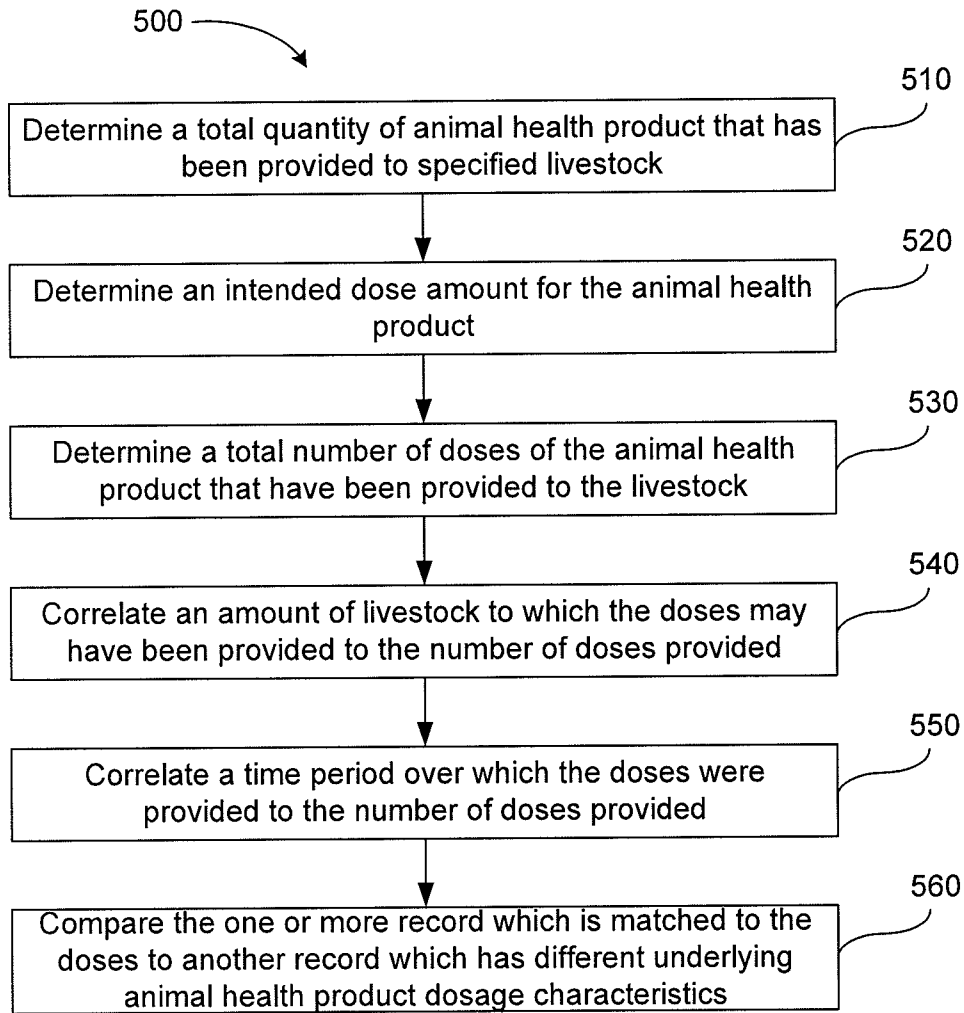 500
510
Determine a total quantity of animal health product that has
been provided to specified livestock
520
Determine an intended dose amount for the animal health
product
530
Determine a total number of doses of the animal health
product that have been provided to the livestock
540
Correlate an amount of livestock to which the doses may
have been provided to the number of doses provided
550
Correlate a time period over which the doses were
provided to the number of doses provided
560
Compare the one or more record which is matched to the
doses to another record which has different underlying
animal health product dosage characteristics